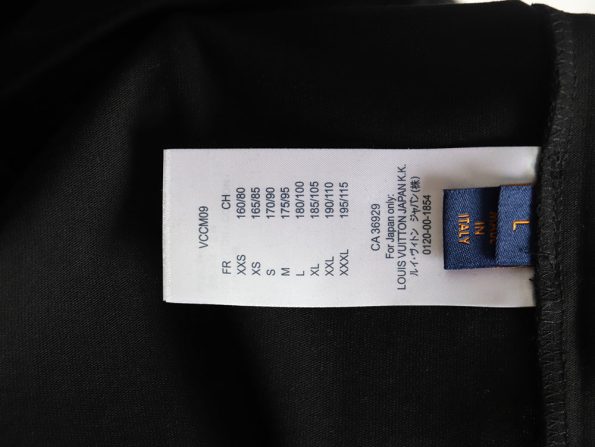 VCCM09
FR CH
XXS 160/80
XS 165/85
S 170/90
M 175/95
L 180/100
XL 185/105
XXL 190/110
XXXL 195/115
CA 36929
For Japan only:
LOUIS VUITTON JAPAN K.K.
ルイ・ヴィトン ジャパン(株)
0120-00-1854
MADE
IN
ITALY
L